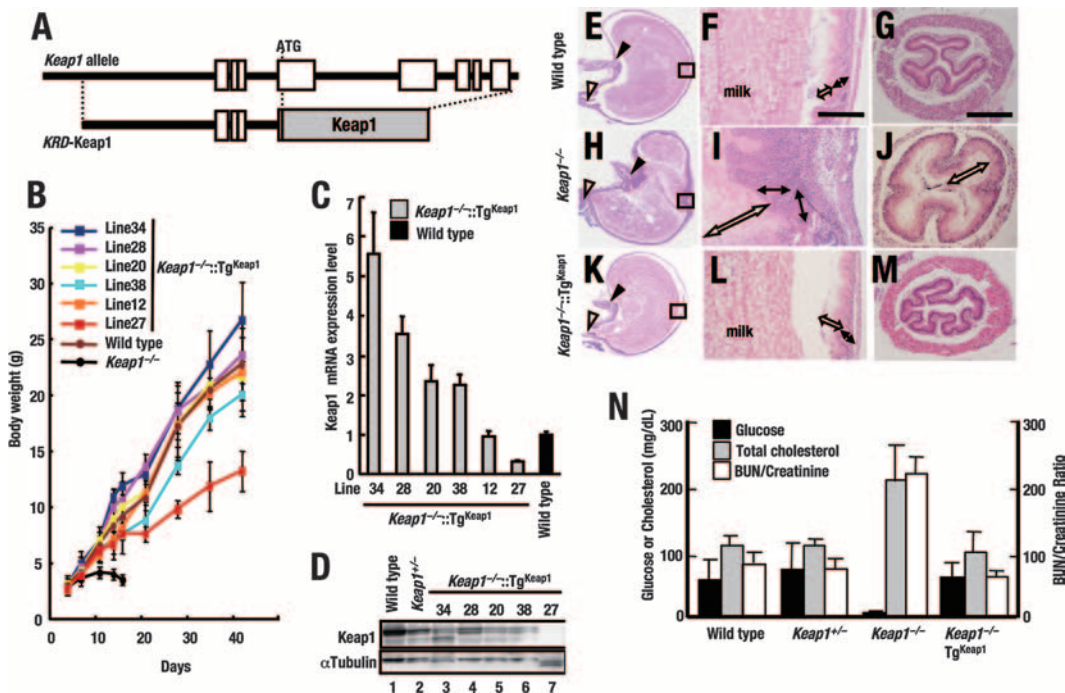 A
Keap1 allele
ATG
KRD-Keap1
Keap1
B
Body weight (g)
35
30
25
20
15
10
5
0
0
10
20
30
40
Days
Line34
Line28
Line20
Line38
Line12
Line27
Keap1–/–::TgKeap1
Wild type
Keap1–/–
C
Keap1 mRNA expression level
7
6
5
4
3
2
1
0
Keap1–/–::TgKeap1
Wild type
Line 34 28 20 38 12 27
Keap1–/–::TgKeap1
Wild type
D
Wild type
Keap1+/–
Keap1–/–::TgKeap1
34 28 20 38 27
Keap1
αTubulin
1 2 3 4 5 6 7
Wild type
E
F
milk
G
Keap1–/–
H
I
J
Keap1–/–::TgKeap1
K
L
milk
M
N
Glucose or Cholesterol (mg/dL)
300
200
100
0
Glucose
Total cholesterol
BUN/Creatinine
300
200
100
0
BUN/Creatinine Ratio
Wild type
Keap1+/–
Keap1–/–
Keap1–/–
TgKeap1